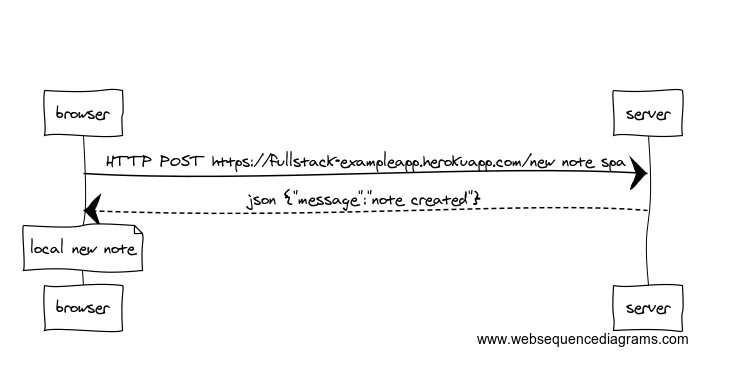 browser server
HTTP POST https://fullstack-exampleapp.herokuapp.com/new note spa
json {"message":"note created"}
local new note
browser server
www.websequencediagrams.com